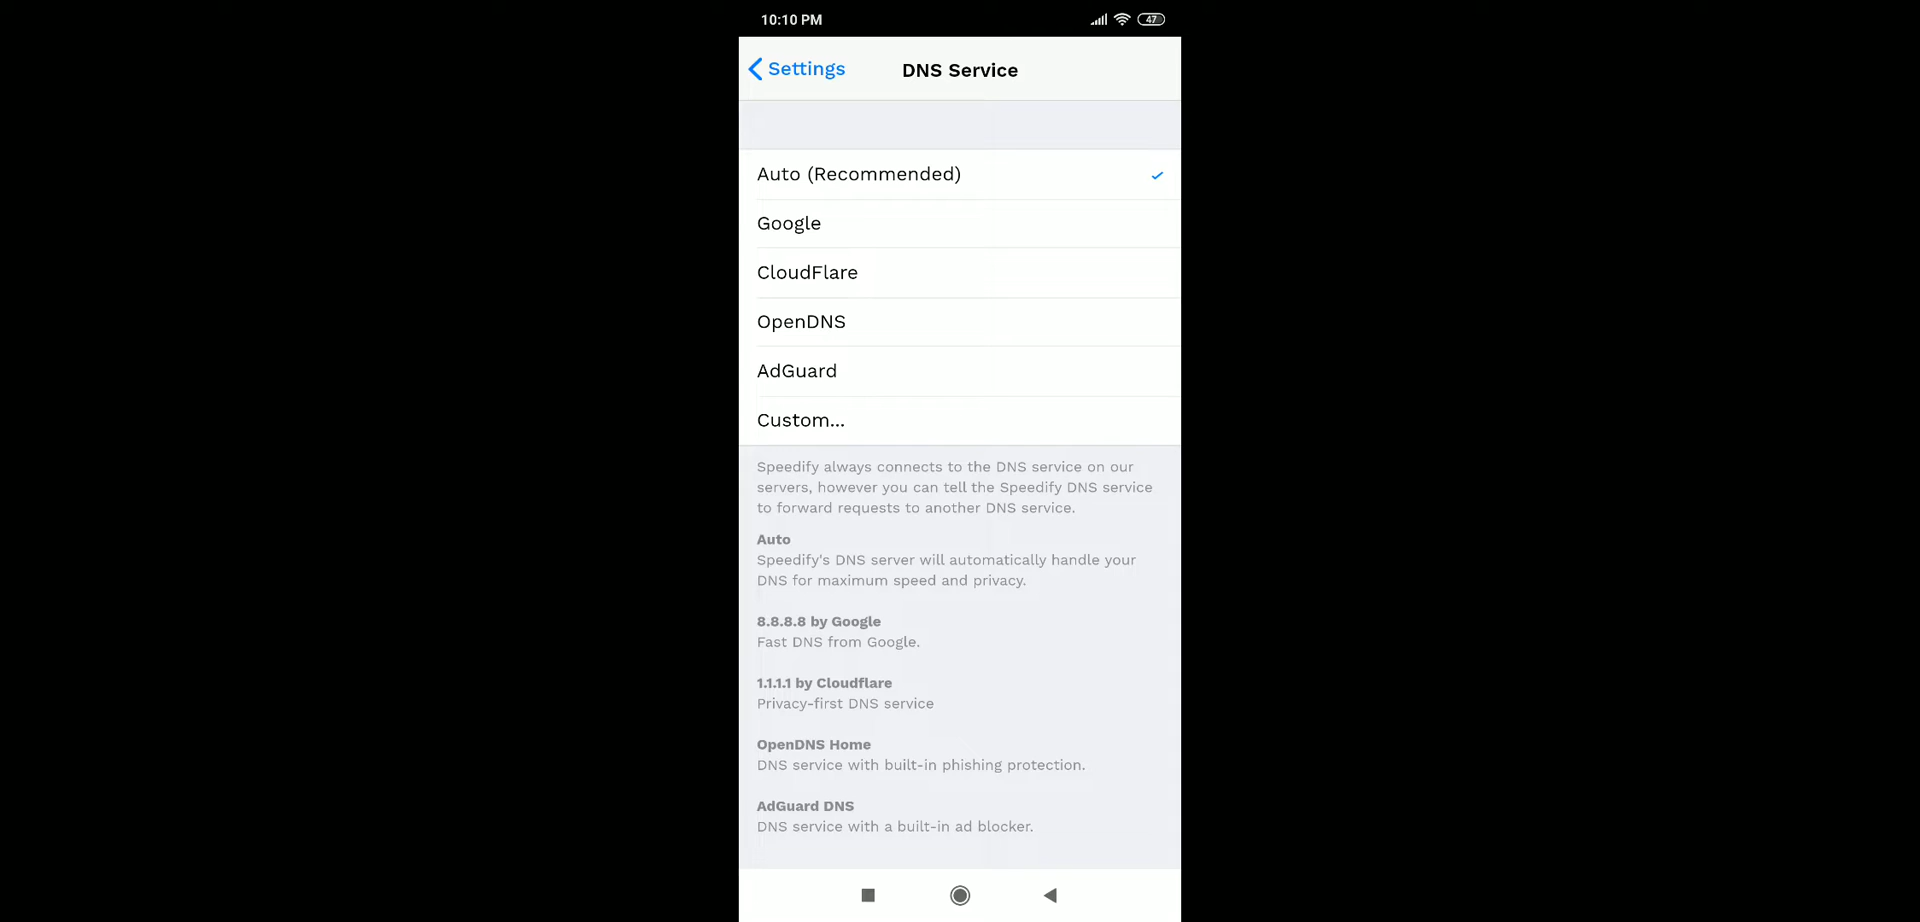 10:10 PM
47
Settings
DNS Service
Auto (Recommended)
Google
CloudFlare
OpenDNS
AdGuard
Custom...
Speedify always connects to the DNS service on our
servers, however you can tell the Speedify DNS service
to forward requests to another DNS service.
Auto
Speedify's DNS server will automatically handle your
DNS for maximum speed and privacy.
8.8.8.8 by Google
Fast DNS from Google.
1.1.1.1 by Cloudflare
Privacy-first DNS service
OpenDNS Home
DNS service with built-in phishing protection.
AdGuard DNS
DNS service with a built-in ad blocker.